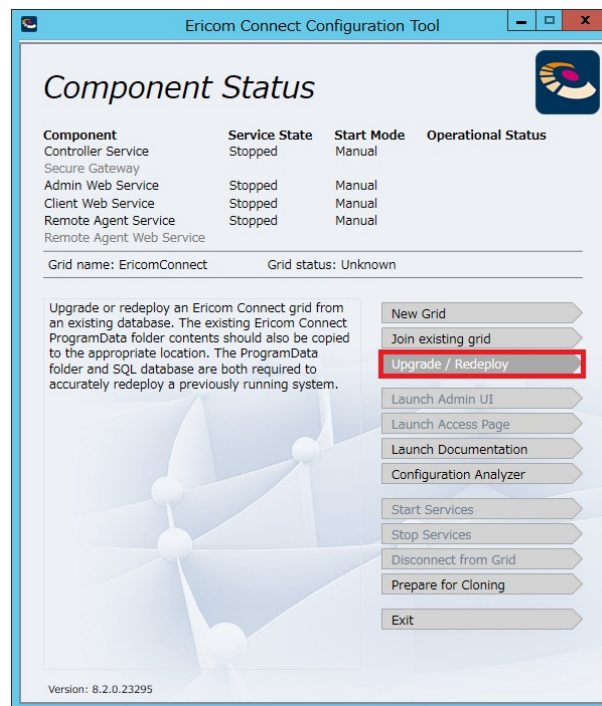 Ericom Connect Configuration Tool
Component Status
Component Service State Start Mode Operational Status
Controller Service Stopped Manual
Secure Gateway
Admin Web Service Stopped Manual
Client Web Service Stopped Manual
Remote Agent Service Stopped Manual
Remote Agent Web Service
Grid name: EricomConnect Grid status: Unknown
Upgrade or redeploy an Ericom Connect grid from
an existing database. The existing Ericom Connect
ProgramData folder contents should also be copied
to the appropriate location. The ProgramData
folder and SQL database are both required to
accurately redeploy a previously running system.
New Grid
Join existing grid
Upgrade / Redeploy
Launch Admin UI
Launch Access Page
Launch Documentation
Configuration Analyzer
Start Services
Stop Services
Disconnect from Grid
Prepare for Cloning
Exit
Version: 8.2.0.23295